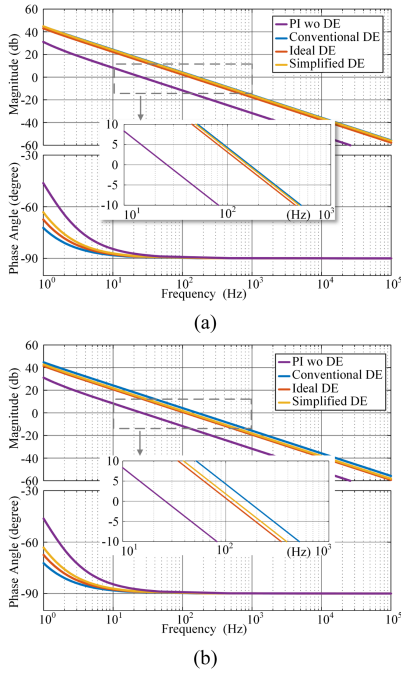 60
40
20
0
-20
-40
-60
Magnitude (db)
PI wo DE
Conventional DE
Ideal DE
Simplified DE
10
5
0
-5
-10
10¹
10²
(Hz)
10³
-30
-60
-90
Phase Angle (degree)
10⁰
10¹
10²
10³
10⁴
10⁵
Frequency (Hz)
(a)
60
40
20
0
-20
-40
-60
Magnitude (db)
PI wo DE
Conventional DE
Ideal DE
Simplified DE
10
5
0
-5
-10
10¹
10²
(Hz)
10³
-30
-60
-90
Phase Angle (degree)
10⁰
10¹
10²
10³
10⁴
10⁵
Frequency (Hz)
(b)